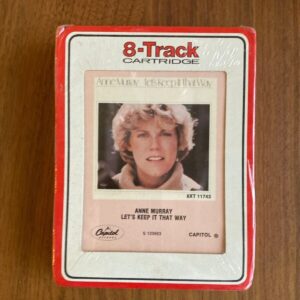 8-Track
CARTRIDGE
Anne Murray Let's Keep It That Way
8XT 11743
ANNE MURRAY
LET'S KEEP IT THAT WAY
Capitol
S 123663
CAPITOL ®